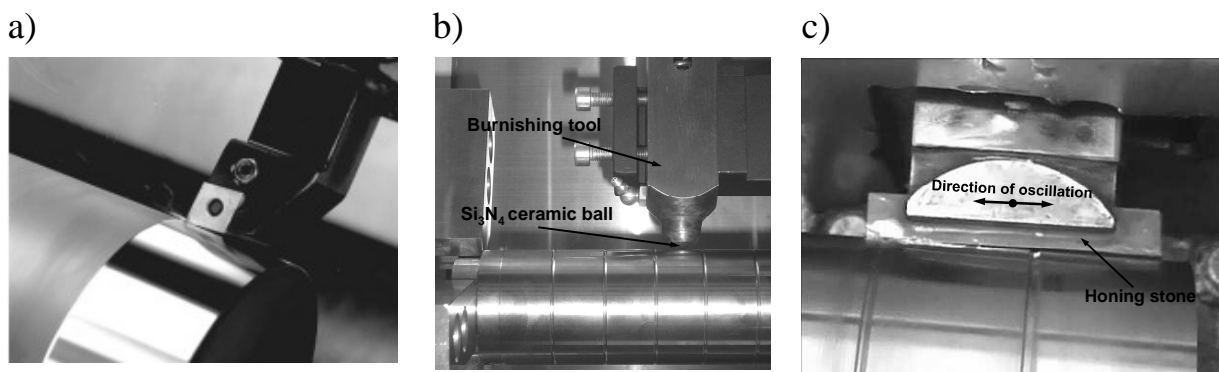 a)
b)
c)
Burnishing tool
Si₃N₄ ceramic ball
Direction of oscillation
Honing stone